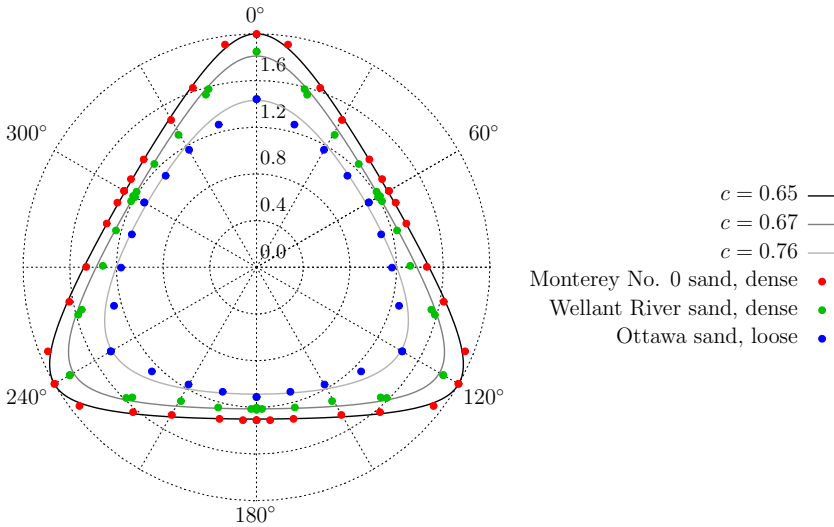 0°
1.6
1.2
300°
60°
0.8
0.4
c = 0.65
c = 0.67
0.0
c = 0.76
Monterey No. 0 sand, dense
Wellant River sand, dense
Ottawa sand, loose
240°
120°
180°